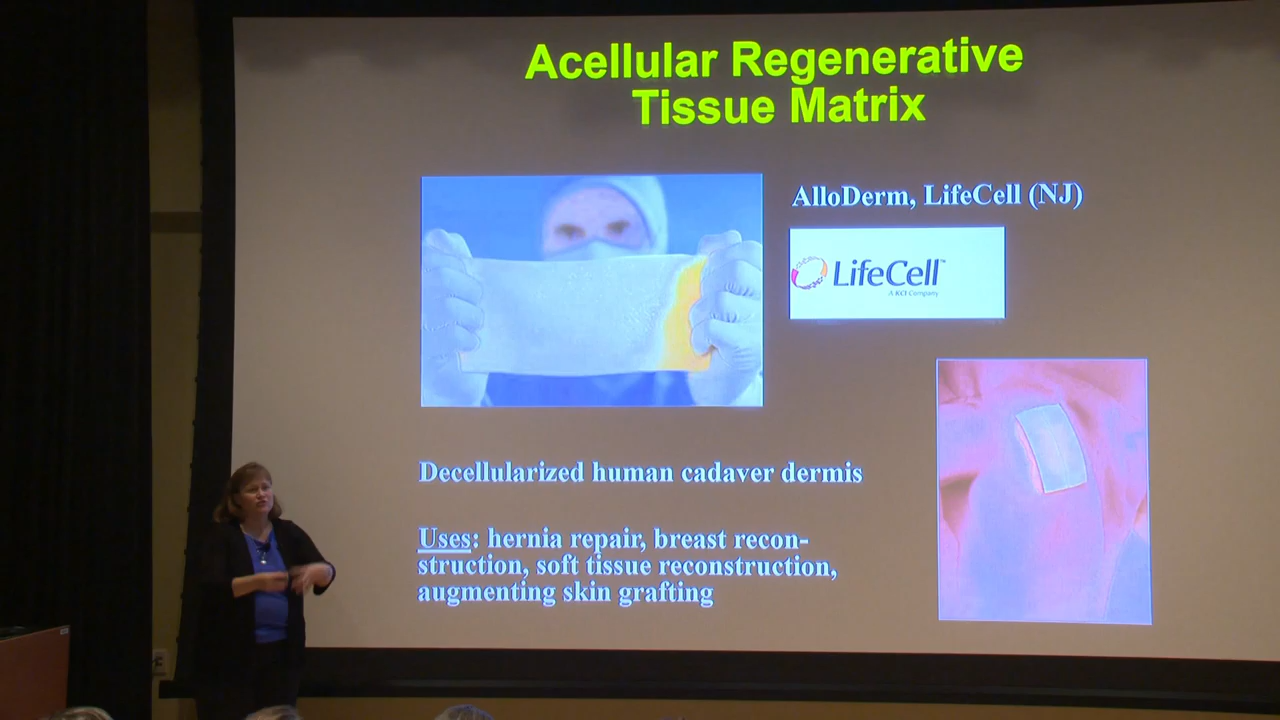 Acellular Regenerative
Tissue Matrix
AlloDerm, LifeCell (NJ)
LifeCell™
A KCI Company
Decellularized human cadaver dermis
Uses: hernia repair, breast recon-
struction, soft tissue reconstruction,
augmenting skin grafting